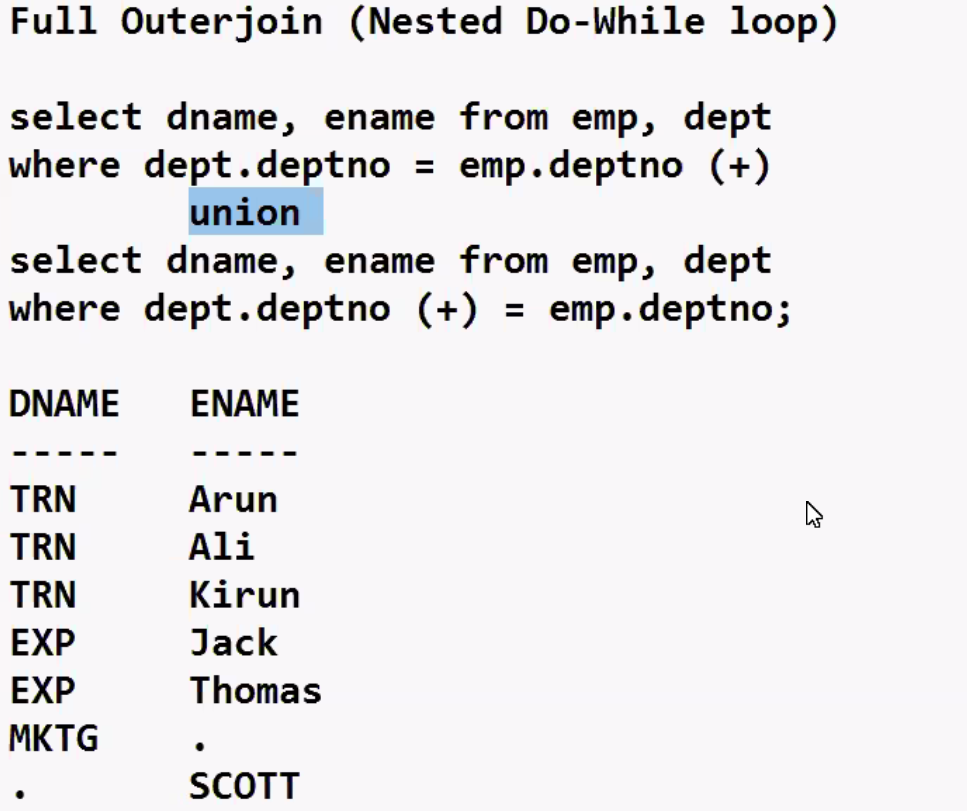 Full Outerjoin (Nested Do-While loop)
select dname, ename from emp, dept
where dept.deptno = emp.deptno (+)
union
select dname, ename from emp, dept
where dept.deptno (+) = emp.deptno;
DNAME ENAME
----- -----
TRN Arun
TRN Ali
TRN Kirun
EXP Jack
EXP Thomas
MKTG .
. SCOTT